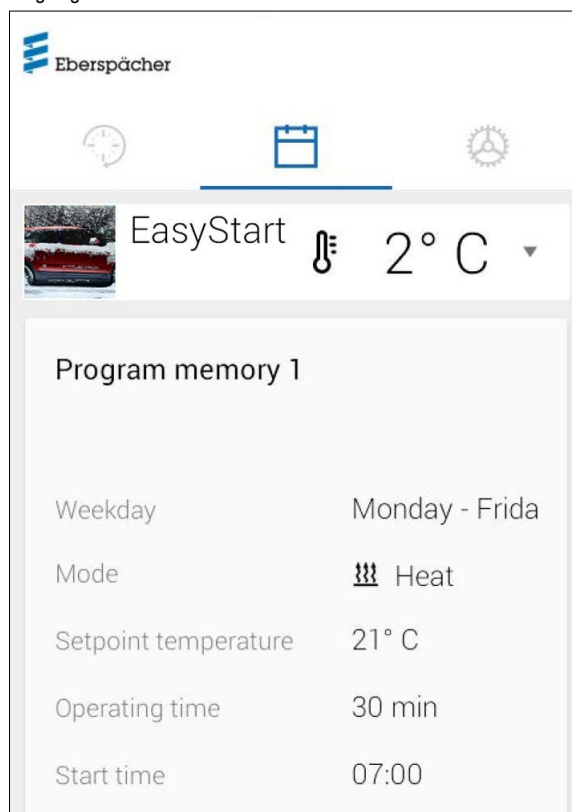 Eberspächer
EasyStart 2° C
Program memory 1
Weekday Monday - Frida
Mode Heat
Setpoint temperature 21° C
Operating time 30 min
Start time 07:00